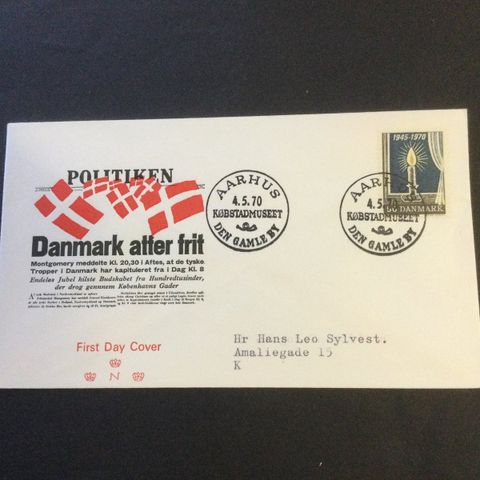 POLITIKEN
Danmark atter frit
Montgomery meddelte Kl. 20,30 i Aftes, at de tyske
Tropper i Danmark har kapituleret fra i Dag Kl. 8
Endeløs Jubel hilste Budskabet fra Hundredtusinder,
der drog gennnem Københavns Gader
First Day Cover
N
AARHUS
4.5.70
KØBSTADMUSEET
DEN GAMLE BY
1945-1970
DANMARK
AARHUS
4.5.70
KØBSTADMUSEET
DEN GAMLE BY
Hr Hans Leo Sylvest.
Amaliegade 15
K